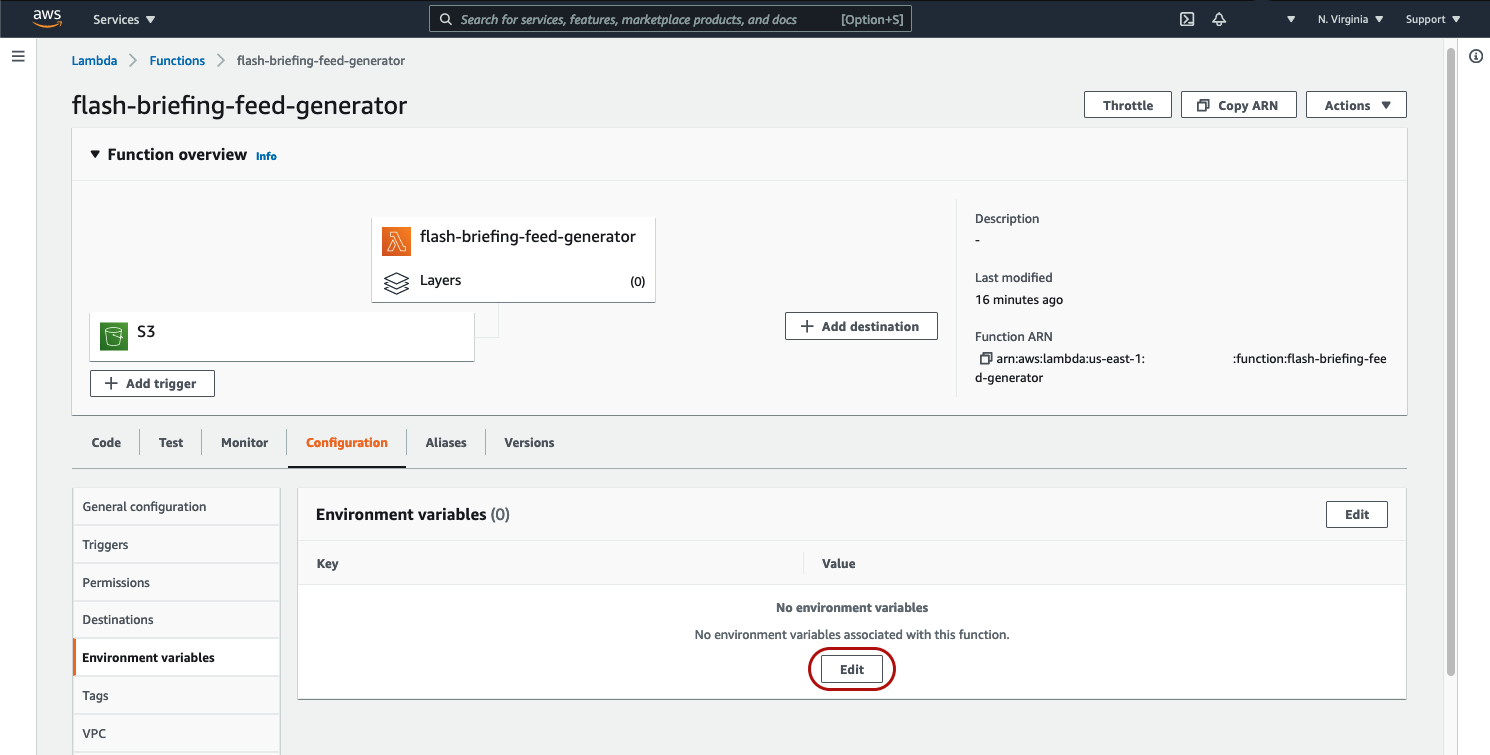 aws
Services
Search for services, features, marketplace products, and docs [Option+S]
N. Virginia
Support
Lambda
Functions
flash-briefing-feed-generator
flash-briefing-feed-generator
Throttle
Copy ARN
Actions
Function overview Info
flash-briefing-feed-generator
Layers (0)
S3
Add trigger
Add destination
Description
-
Last modified
16 minutes ago
Function ARN
arn:aws:lambda:us-east-1: :function:flash-briefing-fee
d-generator
Code
Test
Monitor
Configuration
Aliases
Versions
General configuration
Triggers
Permissions
Destinations
Environment variables
Tags
VPC
Environment variables (0)
Edit
Key
Value
No environment variables
No environment variables associated with this function.
Edit